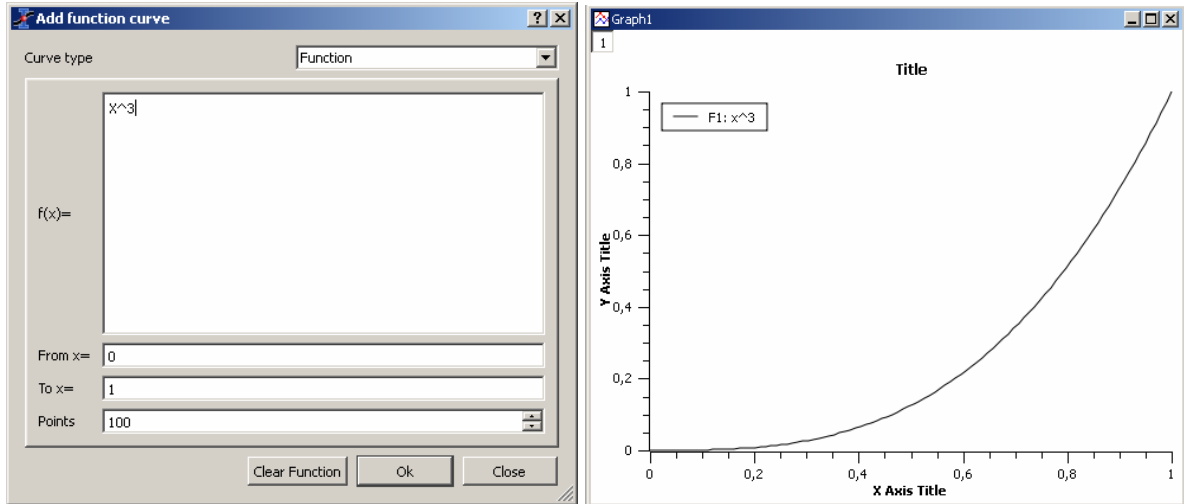 Add function curve
Curve type Function
X^3
f(x)=
From x= 0
To x= 1
Points 100
Clear Function Ok Close
Graph1
1
Title
1
F1: x^3
0,8
0,6
Y Axis Title
0,4
0,2
0
0 0,2 0,4 0,6 0,8 1
X Axis Title